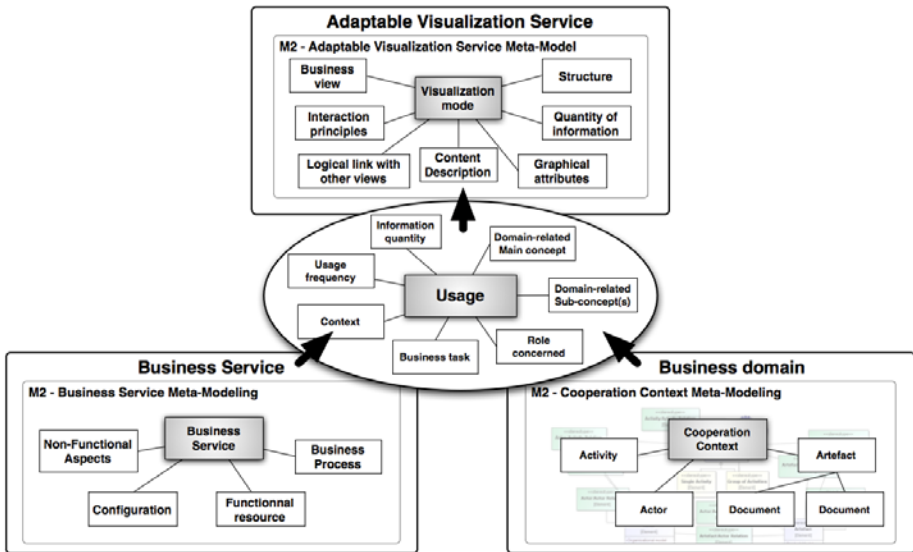 Adaptable Visualization Service
M2 - Adaptable Visualization Service Meta-Model
Business
view
Structure
Visualization
mode
Interaction
principles
Quantity of
information
Logical link with
other views
Content
Description
Graphical
attributes
Information
quantity
Domain-related
Main concept
Usage
frequency
Usage
Domain-related
Sub-concept(s)
Context
Business task
Role
concerned
Business Service
M2 - Business Service Meta-Modeling
Business
Service
Non-Functional
Aspects
Business
Process
Configuration
Functionnal
resource
Business domain
M2 - Cooperation Context Meta-Modeling
Cooperation
Context
Activity
Artefact
Actor
Document
Document